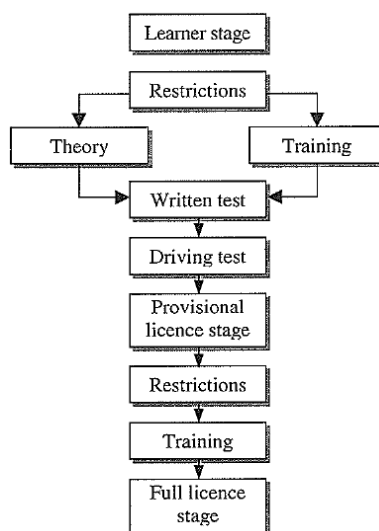 Learner stage
Restrictions
Theory
Training
Written test
Driving test
Provisional
licence stage
Restrictions
Training
Full licence
stage